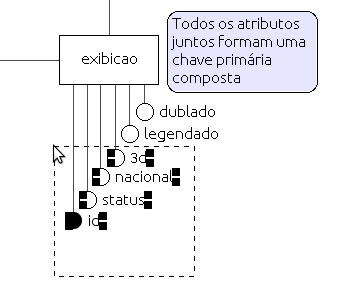 Todos os atributos
juntos formam uma
chave primária
composta
exibicao
dublado
legendado
3d
nacional
status
id